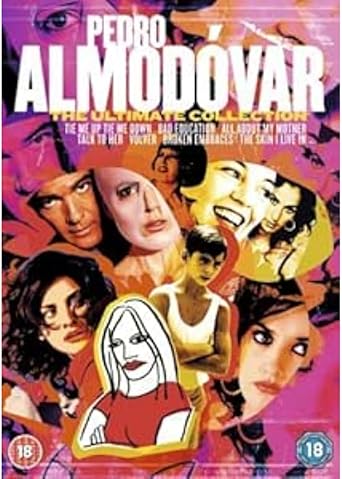 PEDRO
ALMODÓVAR
THE ULTIMATE COLLECTION
TIE ME UP TIE ME DOWN BAD EDUCATION ALL ABOUT MY MOTHER
TALK TO HER VOLVER BROKEN EMBRACES THE SKIN I LIVE IN
18
18